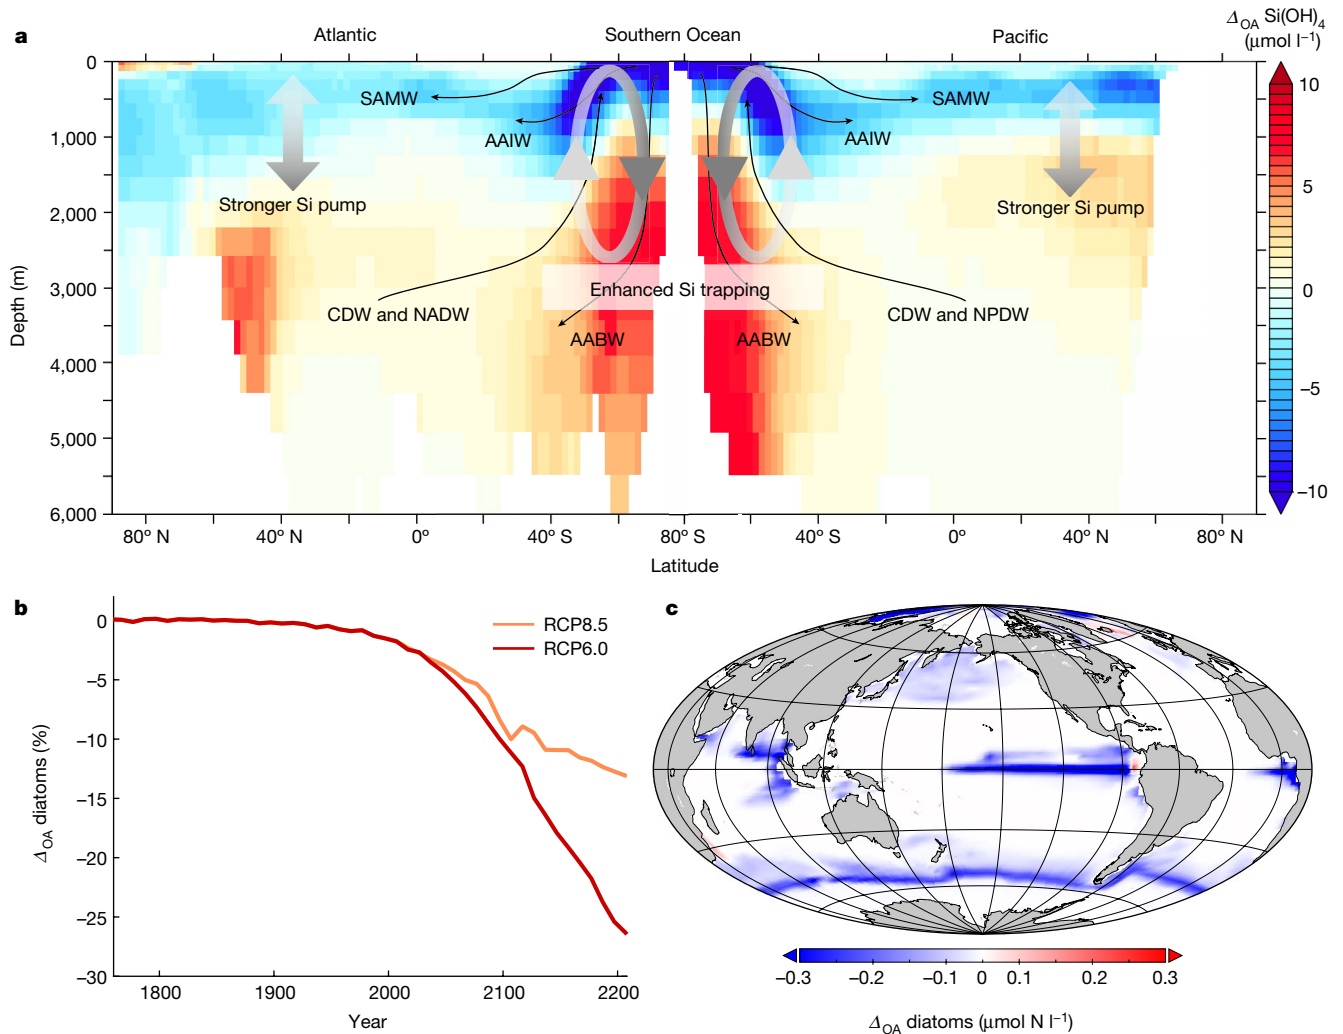 a
Atlantic
Southern Ocean
Pacific
Δ_OA Si(OH)₄
(μmol l⁻¹)
0
1,000
2,000
3,000
4,000
5,000
6,000
Depth (m)
SAMW
AAIW
Stronger Si pump
CDW and NADW
AABW
Enhanced Si trapping
SAMW
AAIW
Stronger Si pump
CDW and NPDW
AABW
10
5
0
−5
−10
80° N
40° N
0°
40° S
80° S
40° S
0°
40° N
80° N
Latitude
b
0
−5
−10
−15
−20
−25
−30
Δ_OA diatoms (%)
RCP8.5
RCP6.0
1800
1900
2000
2100
2200
Year
c
−0.3
−0.2
−0.1
0
0.1
0.2
0.3
Δ_OA diatoms (μmol N l⁻¹)